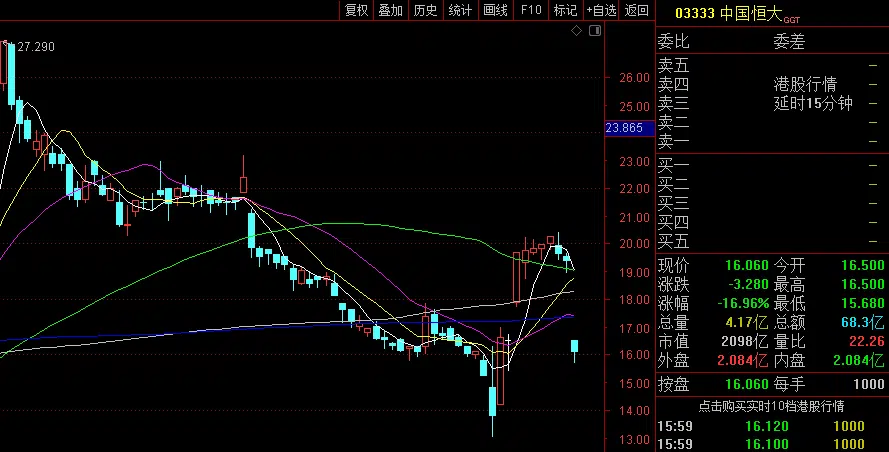 复权 叠加 历史 统计 画线 F10 标记 +自选 返回
27.290
26.00
25.00
23.865
23.00
22.00
21.00
20.00
19.00
18.00
17.00
16.00
15.00
14.00
13.00
03333 中国恒大GGT
委比 委差
卖五 –
卖四 港股行情 –
卖三 延时15分钟 –
卖二 –
卖一 –
买一 –
买二 –
买三 –
买四 –
买五 –
现价 16.060 今开 16.500
涨跌 -3.280 最高 16.500
涨幅 -16.96% 最低 15.680
总量 4.17亿 总额 68.3亿
市值 2098亿 量比 22.26
外盘 2.084亿 内盘 2.084亿
按盘 16.060 每手 1000
点击购买实时10档港股行情
15:59 16.120 1000
15:59 16.100 1000